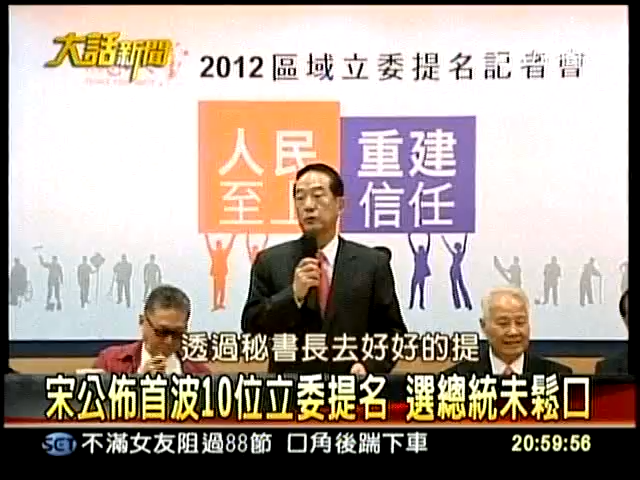 大話新聞
2012區域立委提名記者會
人民至上
重建信任
透過秘書長去好好的提
宋公佈首波10位立委提名 選總統未鬆口
SET 不滿女友阻過88節 口角後踹下車 20:59:56